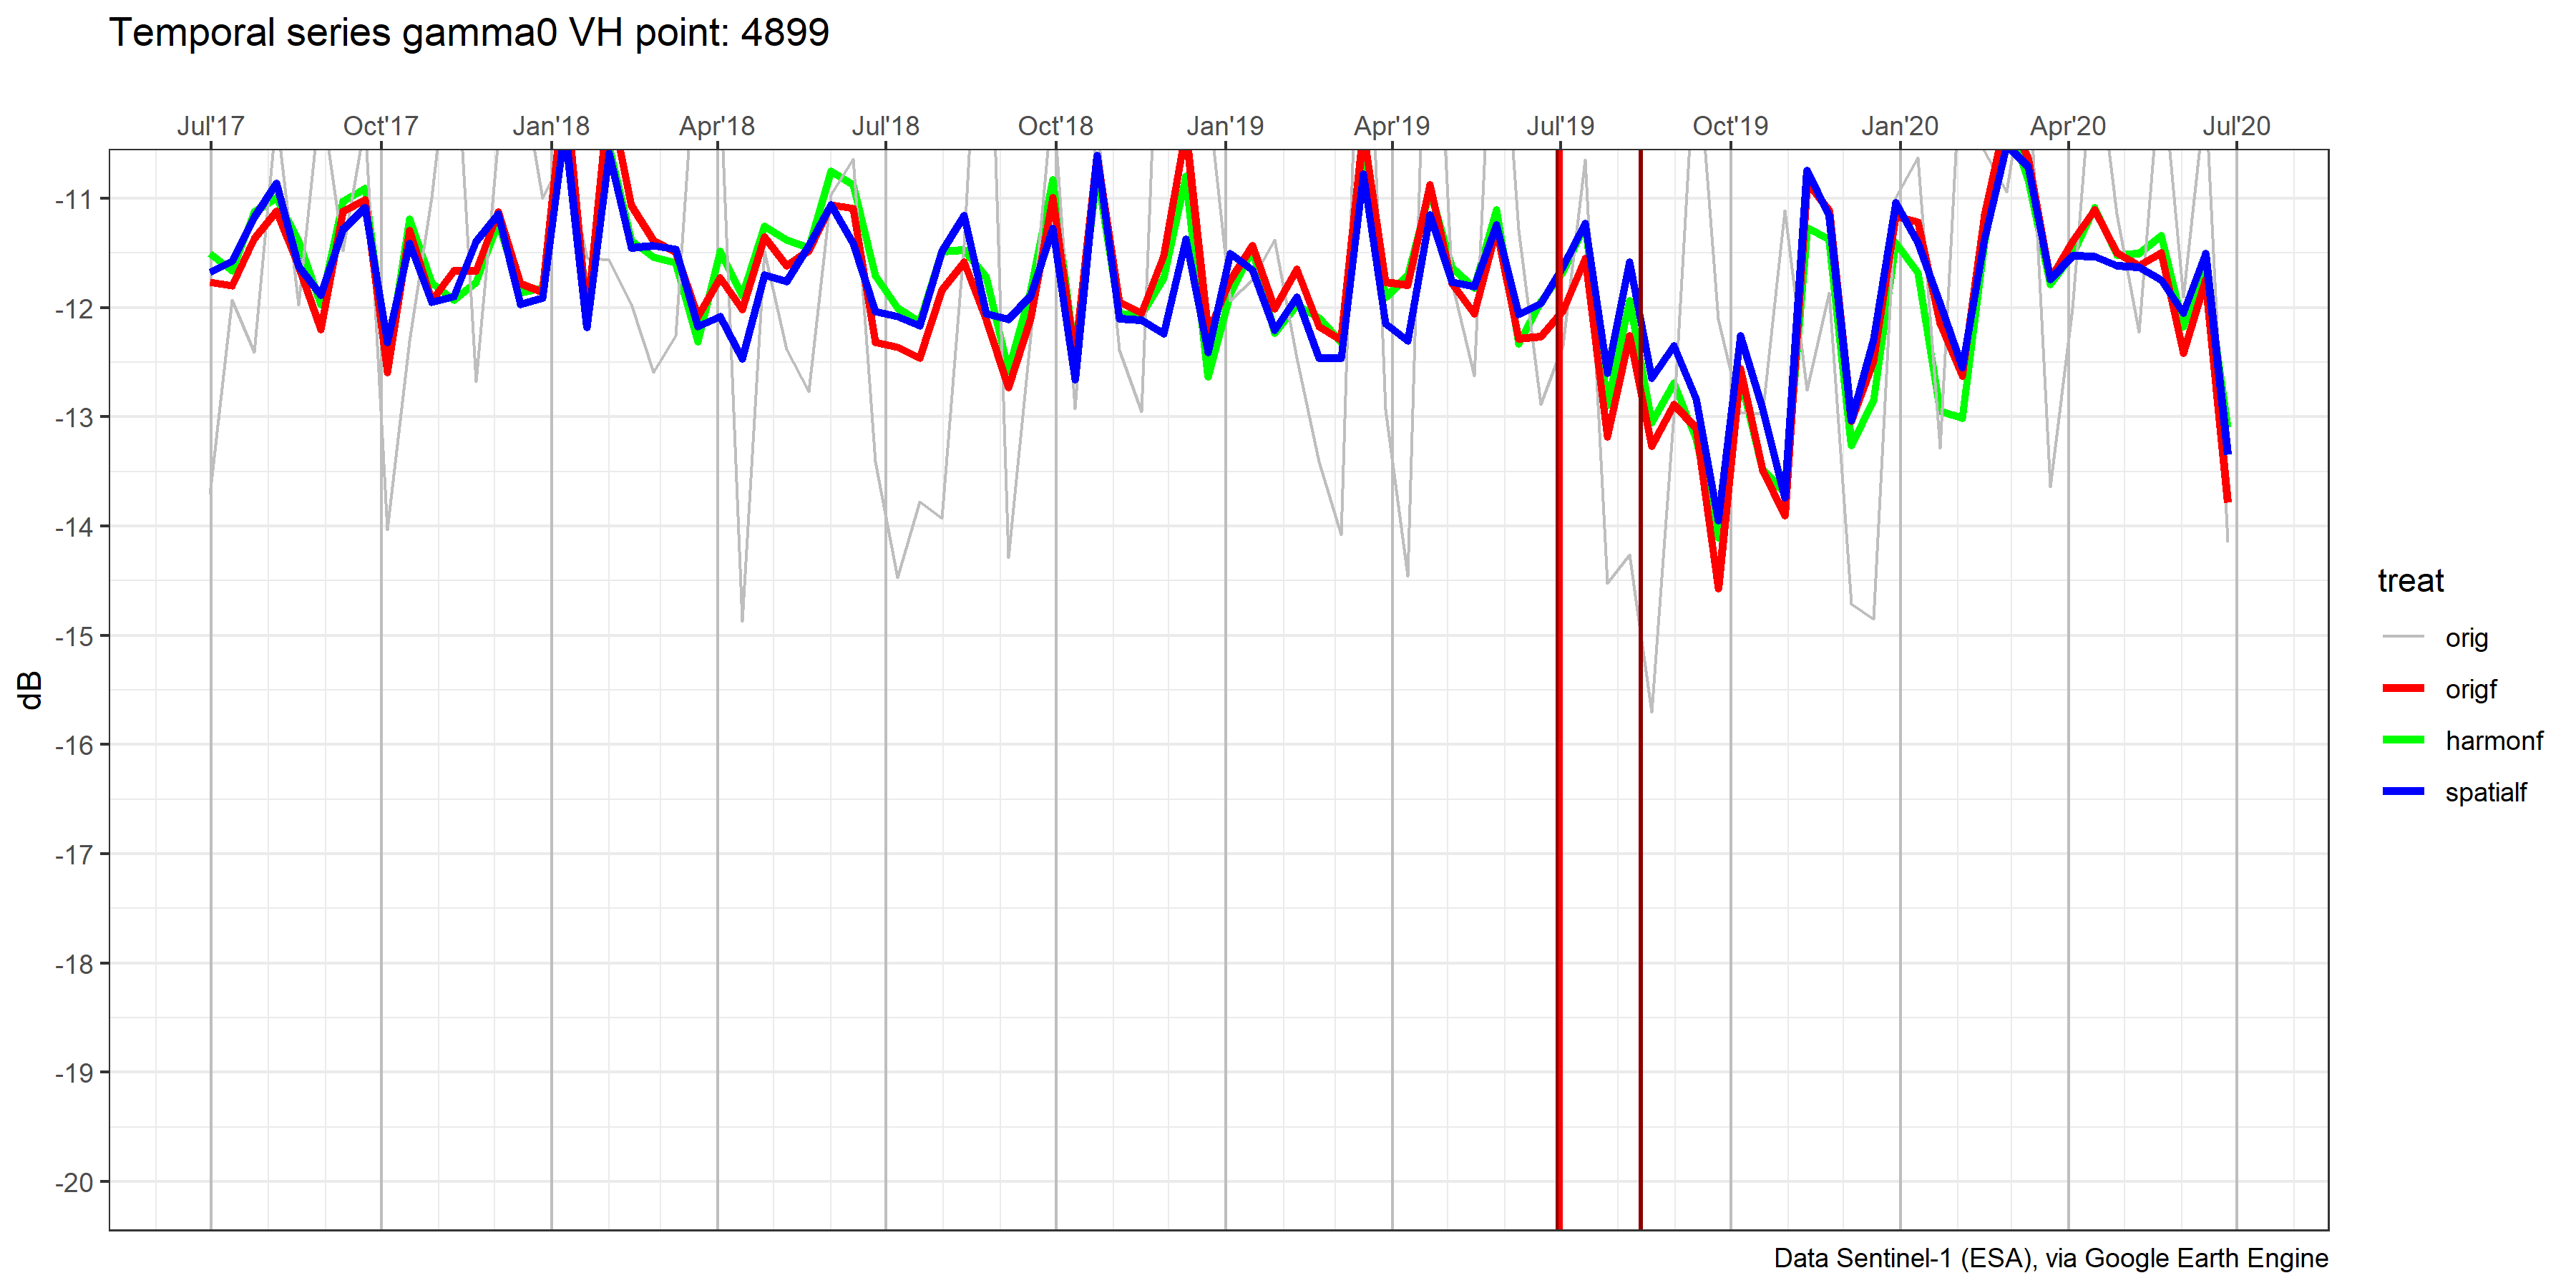 Temporal series gamma0 VH point: 4899
Jul'17 Oct'17 Jan'18 Apr'18 Jul'18 Oct'18 Jan'19 Apr'19 Jul'19 Oct'19 Jan'20 Apr'20 Jul'20
-11
-12
-13
-14
-15
-16
-17
-18
-19
-20
dB
treat
orig
origf
harmonf
spatialf
Data Sentinel-1 (ESA), via Google Earth Engine